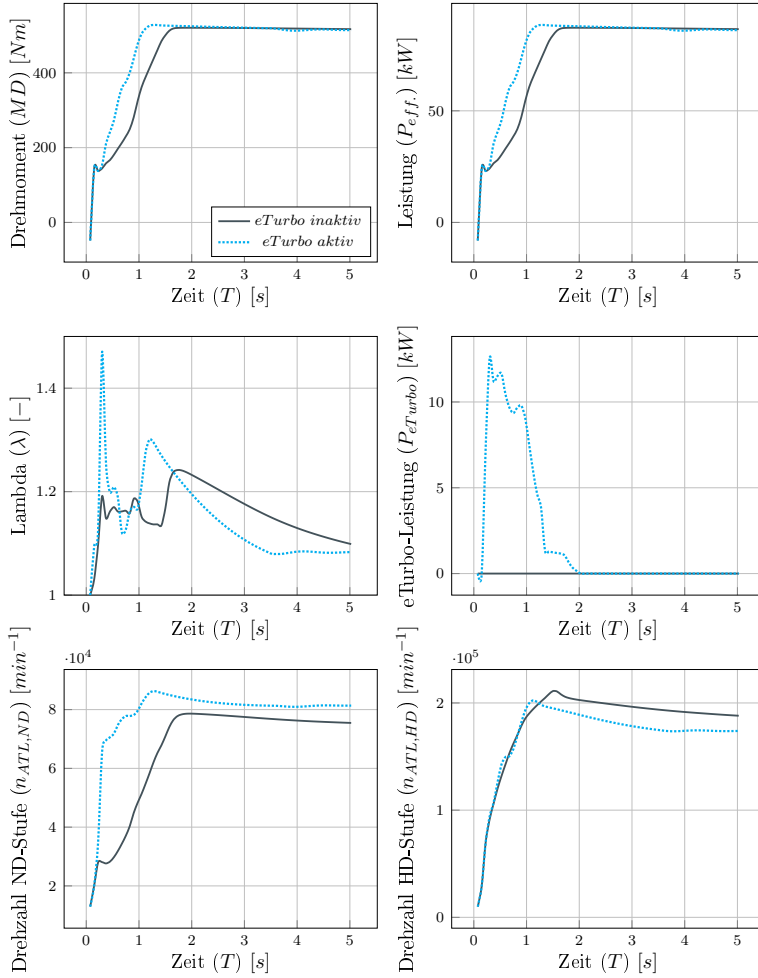 Drehmoment (MD) [Nm]
400
200
0
0 1 2 3 4 5
Zeit (T) [s]
eTurbo inaktiv
eTurbo aktiv
Leistung (P_eff.) [kW]
50
0
0 1 2 3 4 5
Zeit (T) [s]
Lambda (λ) [−]
1.4
1.2
1
0 1 2 3 4 5
Zeit (T) [s]
eTurbo-Leistung (P_eTurbo) [kW]
10
5
0
0 1 2 3 4 5
Zeit (T) [s]
Drehzahl ND-Stufe (n_ATL,ND) [min⁻¹]
·10⁴
8
6
4
2
0 1 2 3 4 5
Zeit (T) [s]
Drehzahl HD-Stufe (n_ATL,HD) [min⁻¹]
·10⁵
2
1
0
0 1 2 3 4 5
Zeit (T) [s]